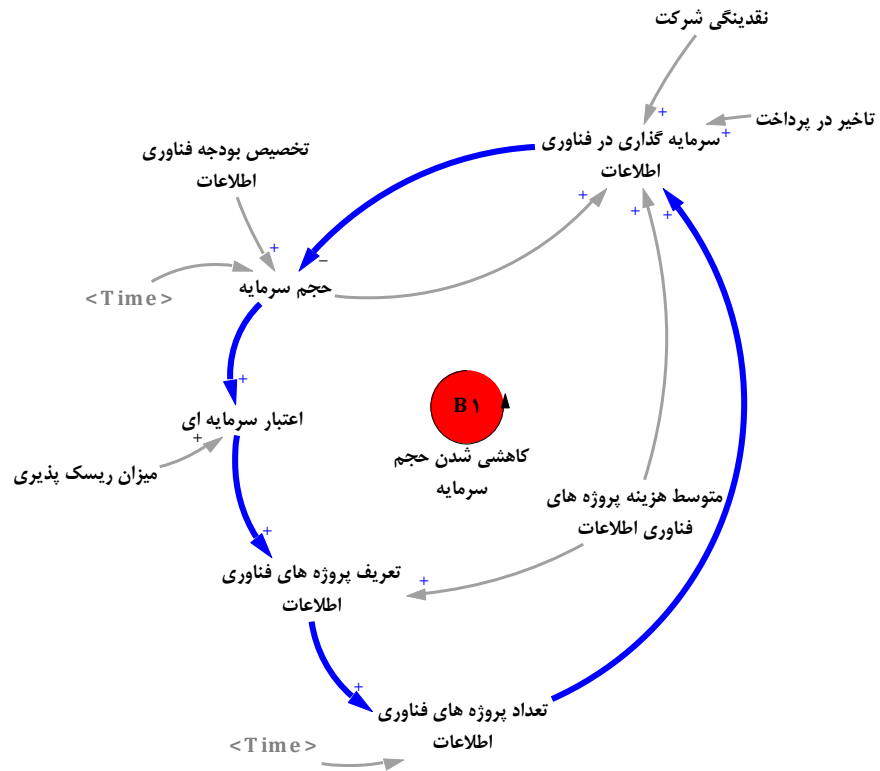 نقدینگی شرکت
+
تاخیر در پرداخت
+
سرمایه گذاری در فناوری
اطلاعات
تخصیص بودجه فناوری
اطلاعات
+
+
+
+
–
<Time>
حجم سرمایه
+
B۱
اعتبار سرمایه ای
+
میزان ریسک پذیری
کاهشی شدن حجم
سرمایه
متوسط هزینه پروژه های
فناوری اطلاعات
+
تعریف پروژه های فناوری
اطلاعات
+
+
تعداد پروژه های فناوری
اطلاعات
<Time>